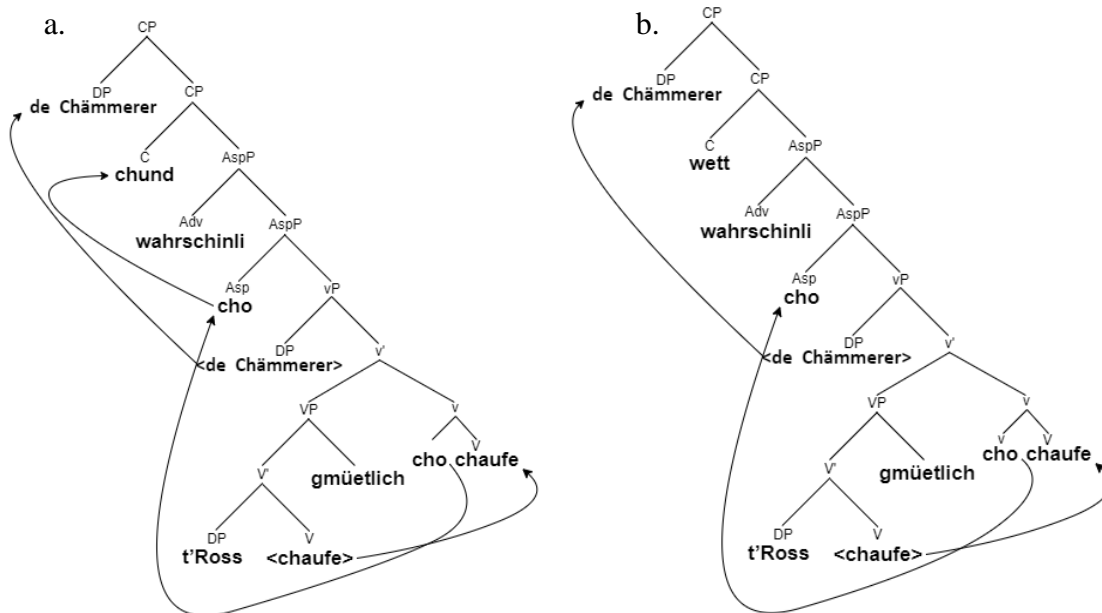 a.
CP
DP CP
de Chämmerer
C AspP
chund
Adv AspP
wahrschinli
Asp vP
cho
DP v'
<de Chämmerer>
VP v
V
cho chaufe
V' gmüetlich
DP V
t'Ross <chaufe>
b.
CP
DP CP
de Chämmerer
C AspP
wett
Adv AspP
wahrschinli
Asp vP
cho
DP v'
<de Chämmerer>
VP v
v V
cho chaufe
V' gmüetlich
DP V
t'Ross <chaufe>